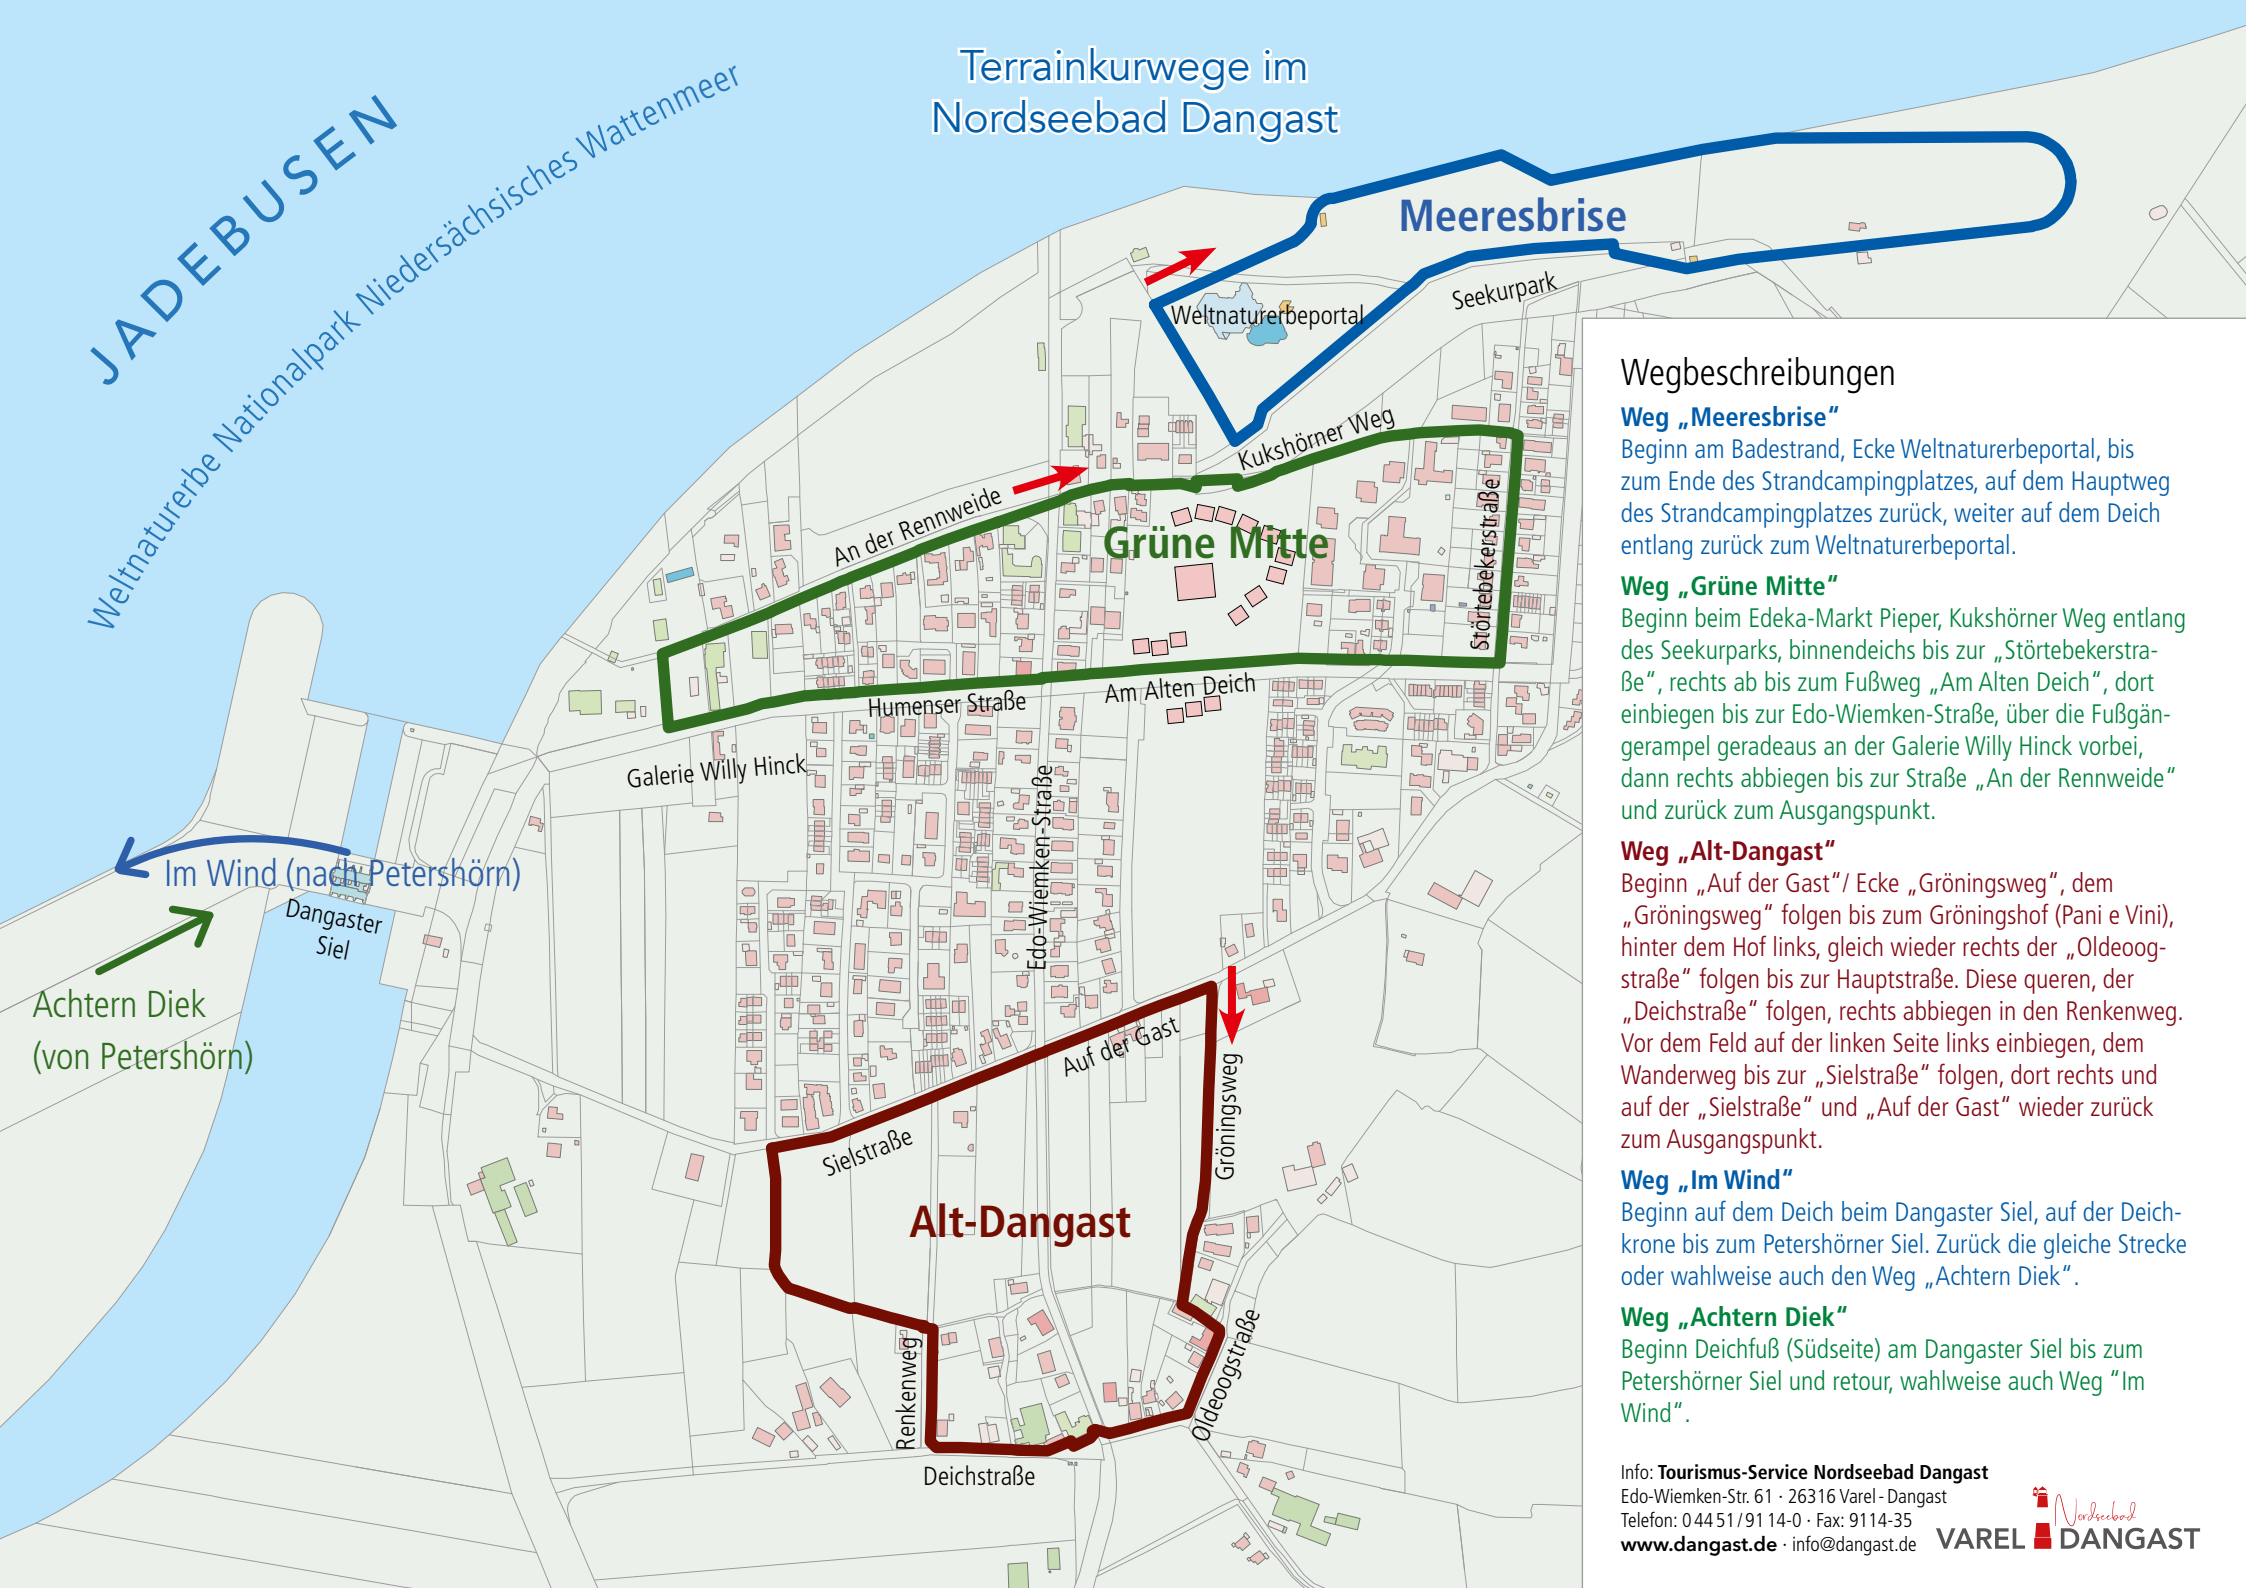 Terrainkurwege im
Nordseebad Dangast
JADEBUSEN
Weltnaturerbe Nationalpark Niedersächsisches Wattenmeer
Meeresbrise
Weltnaturerbeportal
Seekurpark
Kukshörner Weg
An der Rennweide
Grüne Mitte
Störtebekerstraße
Humenser Straße
Am Alten Deich
Galerie Willy Hinck
Edo-Wiemken-Straße
Im Wind (nach Petershörn)
Dangaster
Siel
Achtern Diek
(von Petershörn)
Auf der Gast
Gröningsweg
Sielstraße
Alt-Dangast
Renkenweg
Oldeoogstraße
Deichstraße
Wegbeschreibungen
Weg „Meeresbrise“
Beginn am Badestrand, Ecke Weltnaturerbeportal, bis
zum Ende des Strandcampingplatzes, auf dem Hauptweg
des Strandcampingplatzes zurück, weiter auf dem Deich
entlang zurück zum Weltnaturerbeportal.
Weg „Grüne Mitte“
Beginn beim Edeka-Markt Pieper, Kukshörner Weg entlang
des Seekurparks, binnendeichs bis zur „Störtebekerstra-
ße“, rechts ab bis zum Fußweg „Am Alten Deich“, dort
einbiegen bis zur Edo-Wiemken-Straße, über die Fußgän-
gerampel geradeaus an der Galerie Willy Hinck vorbei,
dann rechts abbiegen bis zur Straße „An der Rennweide“
und zurück zum Ausgangspunkt.
Weg „Alt-Dangast“
Beginn „Auf der Gast“/ Ecke „Gröningsweg“, dem
„Gröningsweg“ folgen bis zum Gröningshof (Pani e Vini),
hinter dem Hof links, gleich wieder rechts der „Oldeoog-
straße“ folgen bis zur Hauptstraße. Diese queren, der
„Deichstraße“ folgen, rechts abbiegen in den Renkenweg.
Vor dem Feld auf der linken Seite links einbiegen, dem
Wanderweg bis zur „Sielstraße“ folgen, dort rechts und
auf der „Sielstraße“ und „Auf der Gast“ wieder zurück
zum Ausgangspunkt.
Weg „Im Wind“
Beginn auf dem Deich beim Dangaster Siel, auf der Deich-
krone bis zum Petershörner Siel. Zurück die gleiche Strecke
oder wahlweise auch den Weg „Achtern Diek“.
Weg „Achtern Diek“
Beginn Deichfuß (Südseite) am Dangaster Siel bis zum
Petershörner Siel und retour, wahlweise auch Weg “Im
Wind“.
Info: Tourismus-Service Nordseebad Dangast
Edo-Wiemken-Str. 61 · 26316 Varel - Dangast
Telefon: 0 44 51 / 91 14-0 · Fax: 9114-35
www.dangast.de · info@dangast.de
Nordseebad
VAREL DANGAST